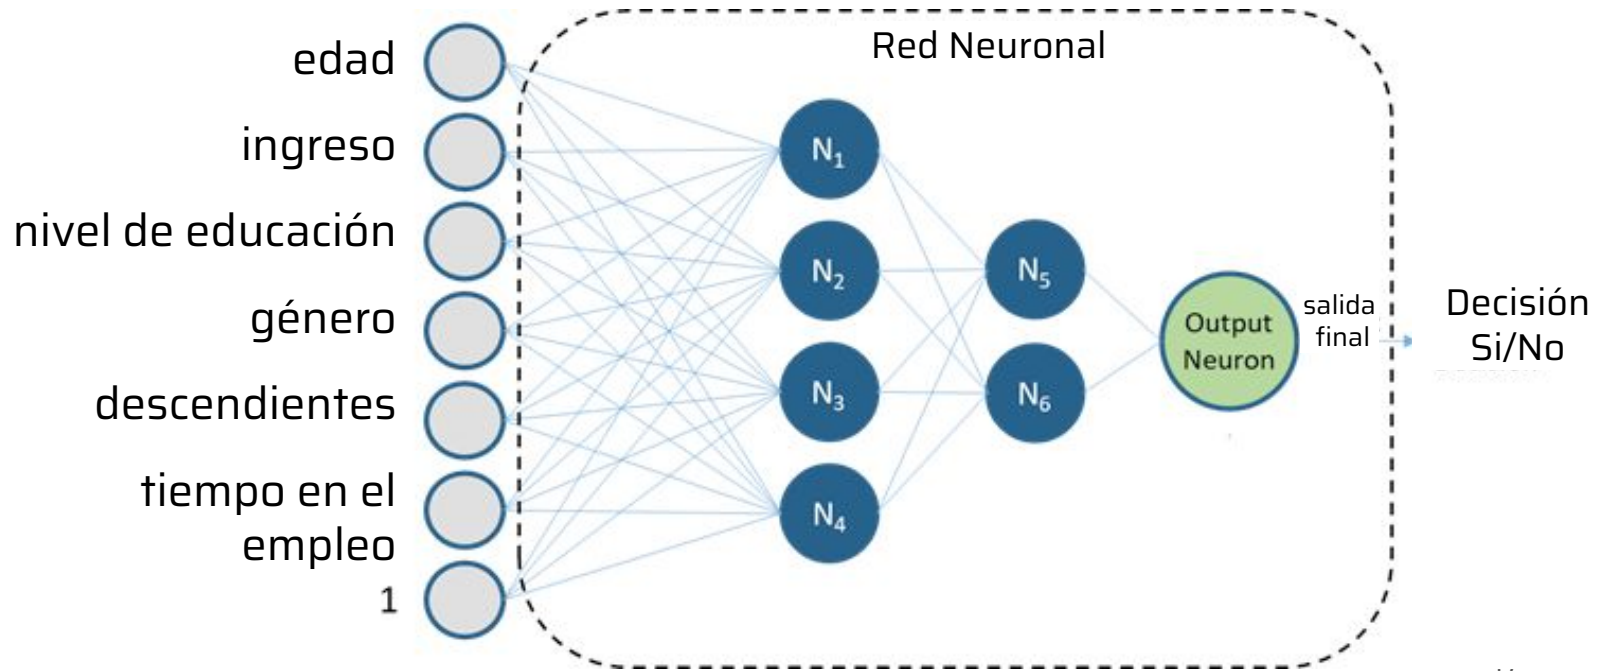 Red Neuronal
edad
ingreso
nivel de educación
género
descendientes
tiempo en el
empleo
1
N1
N2
N3
N4
N5
N6
Output
Neuron
salida
final
Decisión
Si/No